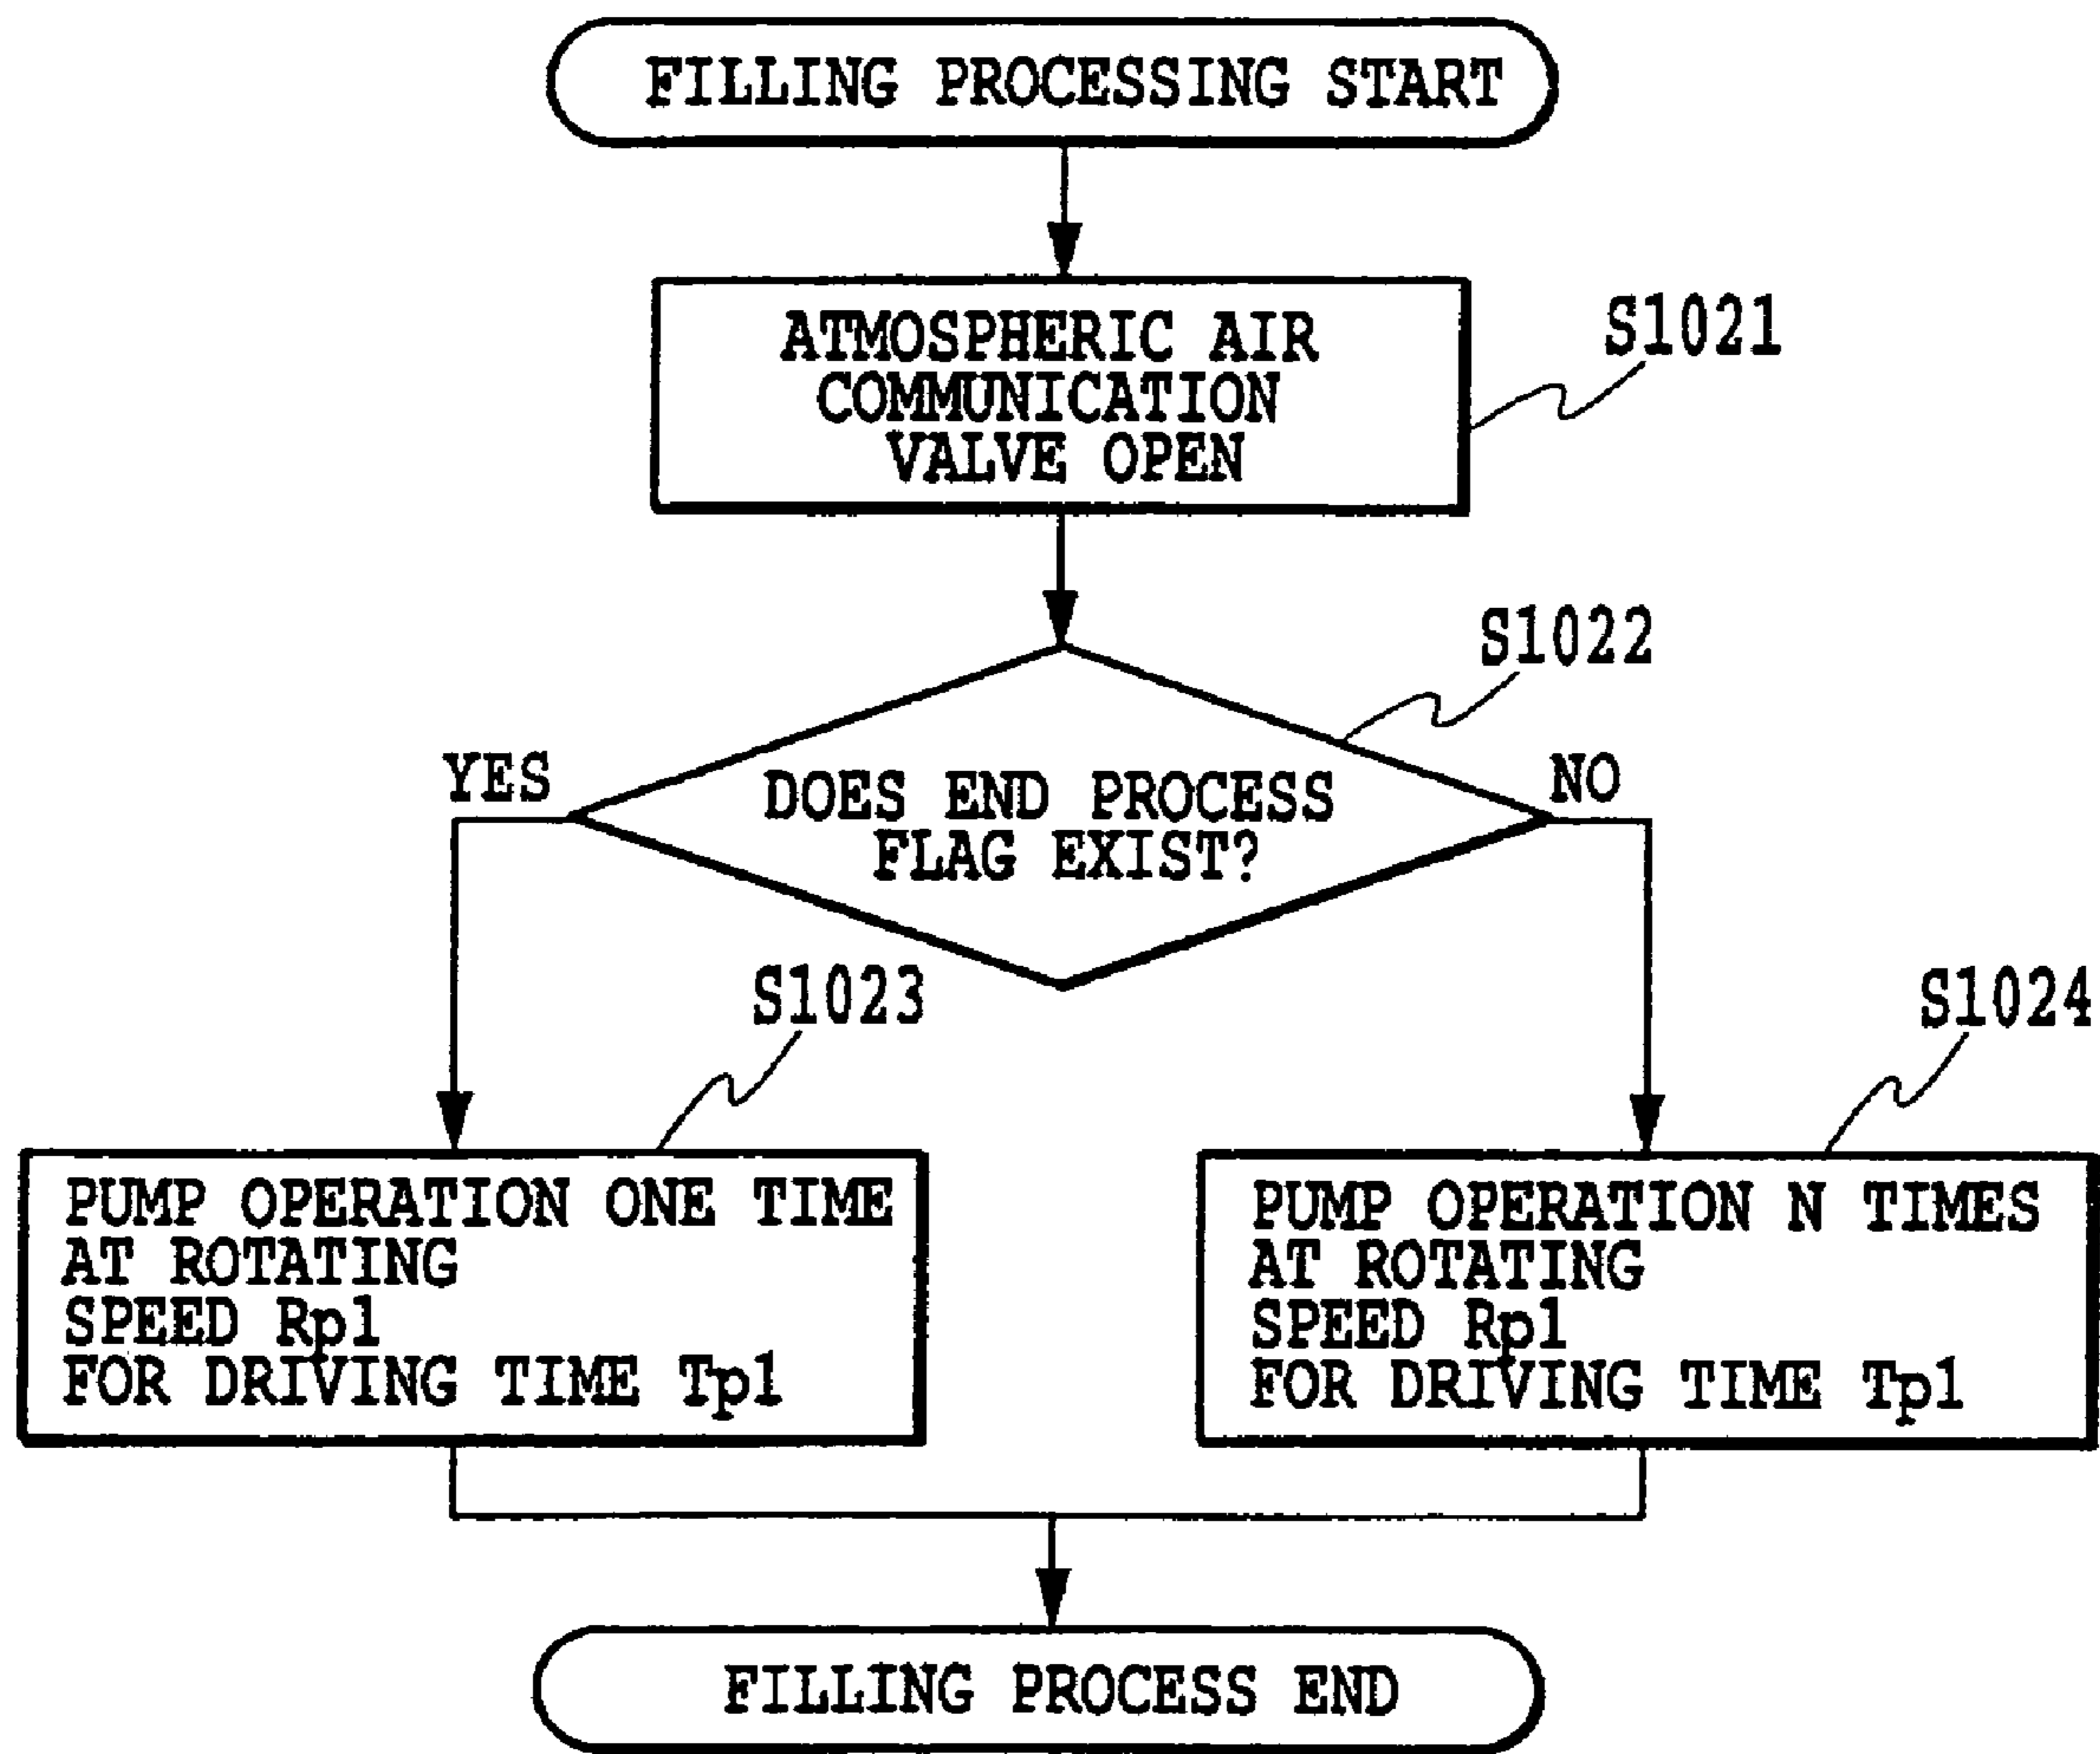 FILLING PROCESSING START
ATMOSPHERIC AIR
COMMUNICATION
VALVE OPEN
S1021
S1022
YES
DOES END PROCESS
FLAG EXIST?
NO
S1023
S1024
PUMP OPERATION ONE TIME
AT ROTATING
SPEED Rp1
FOR DRIVING TIME Tp1
PUMP OPERATION N TIMES
AT ROTATING
SPEED Rp1
FOR DRIVING TIME Tp1
FILLING PROCESS END